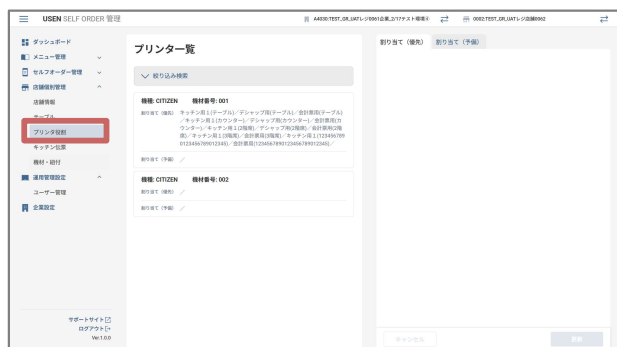 USEN SELF ORDER 管理
A4030:TEST_GR_UATレジ0061企業_2/17テスト環境④
0002:TEST_GR_UATレジ店舗0062
ダッシュボード
メニュー管理
セルフオーダー管理
店舗個別管理
店舗情報
テーブル
プリンタ役割
キッチン伝票
機材・紐付
運用管理設定
ユーザー管理
企業設定
サポートサイト
ログアウト
Ver.1.0.0
プリンター覧
絞り込み検索
機種: CITIZEN 機材番号: 001
割り当て（優先） キッチン用１(テーブル)／デシャップ用(テーブル)／会計票用(テーブル)
／キッチン用１(カウンター)／デシャップ用(カウンター)／会計票用(カ
ウンター)／キッチン用１(2階席)／デシャップ用(2階席)／会計票用(2階
席)／キッチン用１(3階席)／会計票用(3階席)／キッチン用１(123456789
0123456789012345)／会計票用(1234567890123456789012345)／
割り当て（予備） ／
機種: CITIZEN 機材番号: 002
割り当て（優先） ／
割り当て（予備） ／
割り当て（優先） 割り当て（予備）
キャンセル 更新